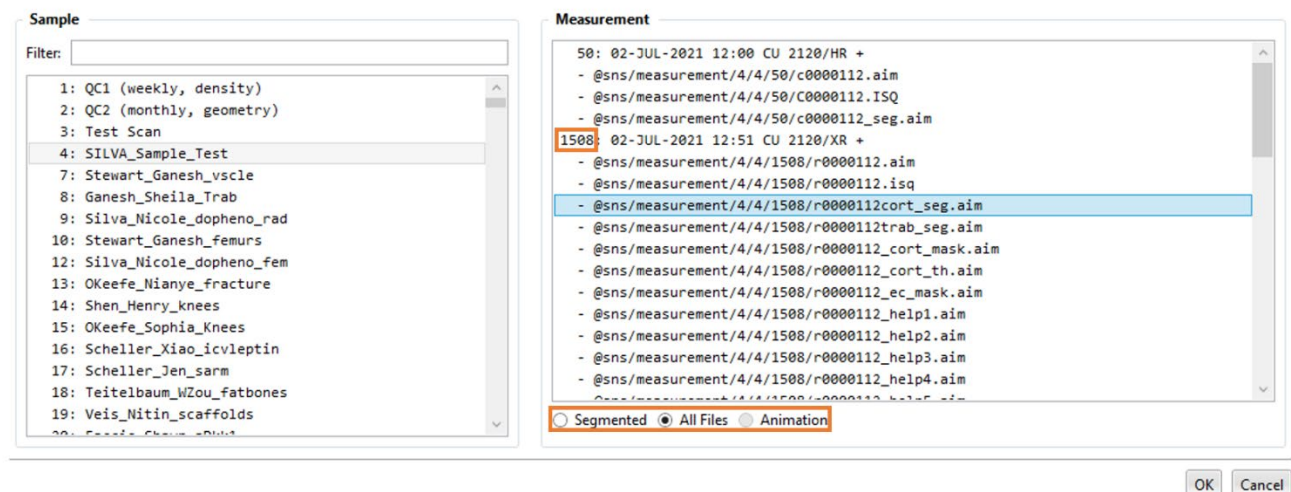 Sample
Filter:
1: QC1 (weekly, density)
2: QC2 (monthly, geometry)
3: Test Scan
4: SILVA_Sample_Test
7: Stewart_Ganesh_vscle
8: Ganesh_Sheila_Trab
9: Silva_Nicole_dopheno_rad
10: Stewart_Ganesh_femurs
12: Silva_Nicole_dopheno_fem
13: OKeefe_Nianye_fracture
14: Shen_Henry_knees
15: OKeefe_Sophia_Knees
16: Scheller_Xiao_icvleptin
17: Scheller_Jen_sarm
18: Teitelbaum_WZou_fatbones
19: Veis_Nitin_scaffolds
Measurement
50: 02-JUL-2021 12:00 CU 2120/HR +
- @sns/measurement/4/4/50/c0000112.aim
- @sns/measurement/4/4/50/C0000112.ISQ
- @sns/measurement/4/4/50/c0000112_seg.aim
1508: 02-JUL-2021 12:51 CU 2120/XR +
- @sns/measurement/4/4/1508/r0000112.aim
- @sns/measurement/4/4/1508/r0000112.isq
- @sns/measurement/4/4/1508/r0000112cort_seg.aim
- @sns/measurement/4/4/1508/r0000112trab_seg.aim
- @sns/measurement/4/4/1508/r0000112_cort_mask.aim
- @sns/measurement/4/4/1508/r0000112_cort_th.aim
- @sns/measurement/4/4/1508/r0000112_ec_mask.aim
- @sns/measurement/4/4/1508/r0000112_help1.aim
- @sns/measurement/4/4/1508/r0000112_help2.aim
- @sns/measurement/4/4/1508/r0000112_help3.aim
- @sns/measurement/4/4/1508/r0000112_help4.aim
Segmented All Files Animation
OK Cancel